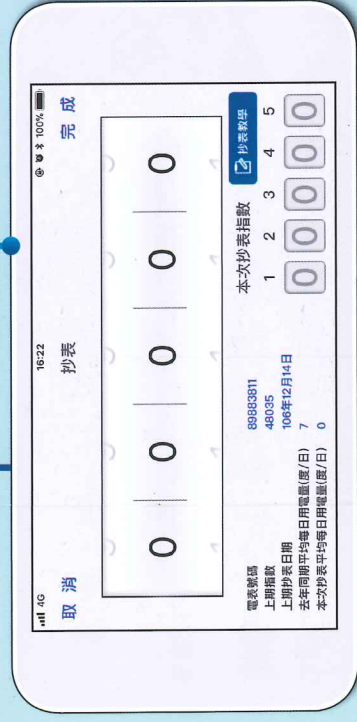 4G 16:22 100%
取消 抄表 完成
0 0 0 0 0
電表號碼 89883811
上期指數 48035
上期抄表日期 106年12月14日
去年同期平均每日用電量(度/日) 7
本次抄表平均每日用電量(度/日) 0
本次抄表指數 抄表教學
1 2 3 4 5
0 0 0 0 0